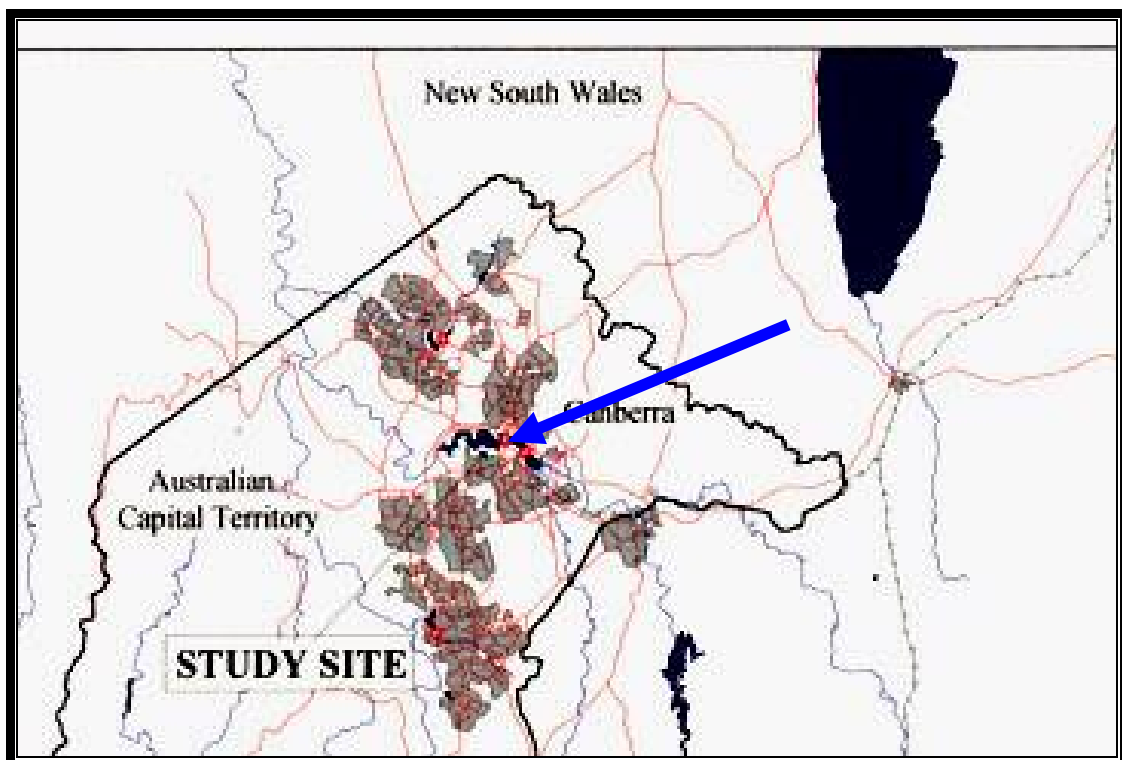 New South Wales
Canberra
Australian
Capital Territory
STUDY SITE